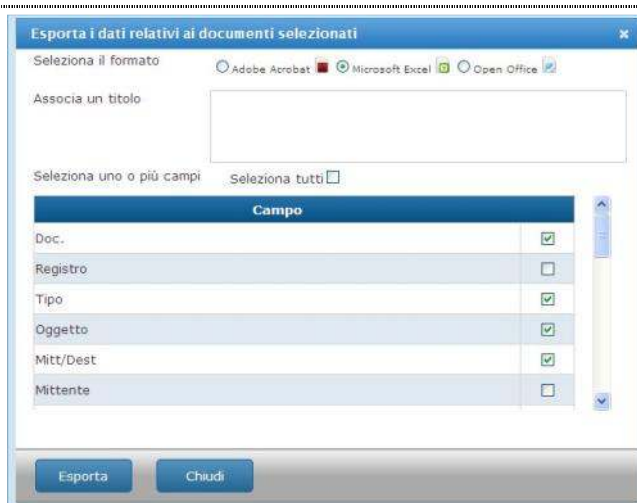 Esporta i dati relativi ai documenti selezionati
Seleziona il formato Adobe Acrobat Microsoft Excel Open Office
Associa un titolo
Seleziona uno o più campi Seleziona tutti
Campo
Doc.
Registro
Tipo
Oggetto
Mitt/Dest
Mittente
Esporta Chiudi